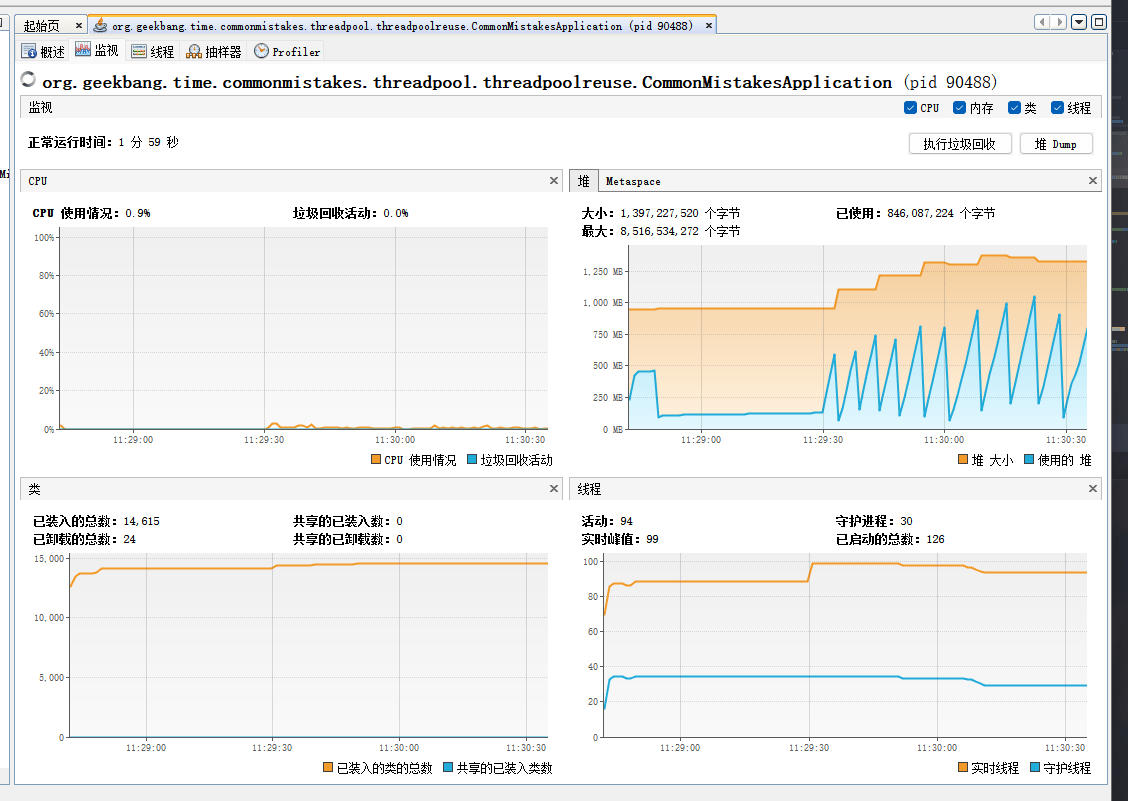 起始页 × org.geekbang.time.commonmistakes.threadpool.threadpoolreuse.CommonMistakesApplication (pid 90488) ×
概述 监视 线程 抽样器 Profiler
org.geekbang.time.commonmistakes.threadpool.threadpoolreuse.CommonMistakesApplication (pid 90488)
监视 CPU 内存 类 线程
正常运行时间: 1 分 59 秒 执行垃圾回收 堆 Dump
CPU
CPU 使用情况: 0.9% 垃圾回收活动: 0.0%
100%
80%
60%
40%
20%
0%
11:29:00 11:29:30 11:30:00 11:30:30
CPU 使用情况 垃圾回收活动
堆 Metaspace
大小: 1,397,227,520 个字节 已使用: 846,087,224 个字节
最大: 8,516,534,272 个字节
1,250 MB
1,000 MB
750 MB
500 MB
250 MB
0 MB
11:29:00 11:29:30 11:30:00 11:30:30
堆 大小 使用的 堆
类
已装入的总数: 14,615 共享的已装入数: 0
已卸载的总数: 24 共享的已卸载数: 0
15,000
10,000
5,000
0
11:29:00 11:29:30 11:30:00 11:30:30
已装入的类的总数 共享的已装入类数
线程
活动: 94 守护进程: 30
实时峰值: 99 已启动的总数: 126
100
80
60
40
20
0
11:29:00 11:29:30 11:30:00 11:30:30
实时线程 守护线程